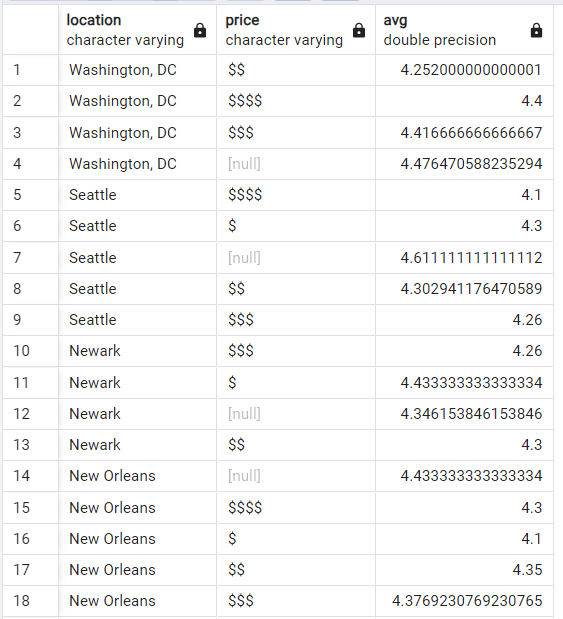 location price avg
character varying character varying double precision
1 Washington, DC $$ 4.252000000000001
2 Washington, DC $$$$ 4.4
3 Washington, DC $$$ 4.416666666666667
4 Washington, DC [null] 4.476470588235294
5 Seattle $$$$ 4.1
6 Seattle $ 4.3
7 Seattle [null] 4.611111111111112
8 Seattle $$ 4.302941176470589
9 Seattle $$$ 4.26
10 Newark $$$ 4.26
11 Newark $ 4.433333333333334
12 Newark [null] 4.346153846153846
13 Newark $$ 4.3
14 New Orleans [null] 4.433333333333334
15 New Orleans $$$$ 4.3
16 New Orleans $ 4.1
17 New Orleans $$ 4.35
18 New Orleans $$$ 4.3769230769230765